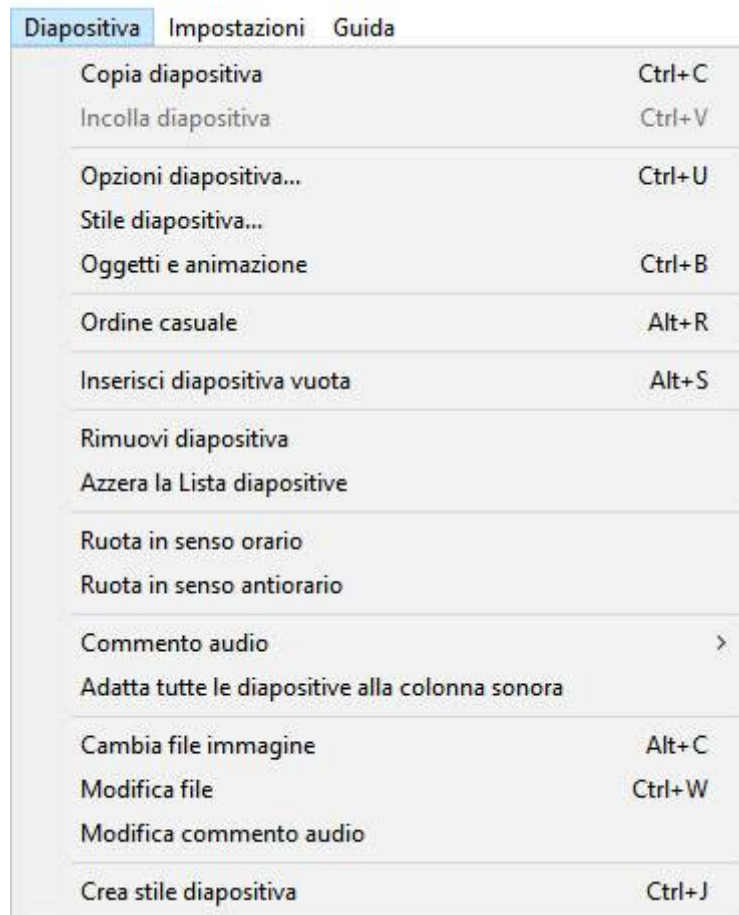 Diapositiva Impostazioni Guida
Copia diapositiva Ctrl+C
Incolla diapositiva Ctrl+V
Opzioni diapositiva... Ctrl+U
Stile diapositiva...
Oggetti e animazione Ctrl+B
Ordine casuale Alt+R
Inserisci diapositiva vuota Alt+S
Rimuovi diapositiva
Azzera la Lista diapositive
Ruota in senso orario
Ruota in senso antiorario
Commento audio >
Adatta tutte le diapositive alla colonna sonora
Cambia file immagine Alt+C
Modifica file Ctrl+W
Modifica commento audio
Crea stile diapositiva Ctrl+J